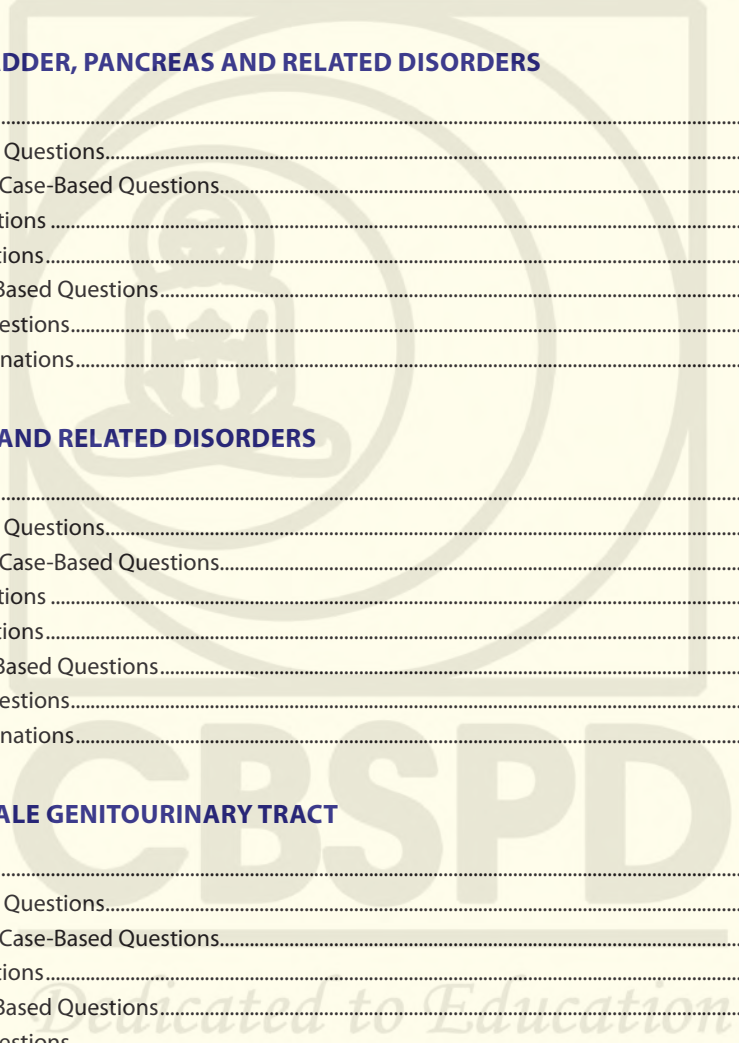 DDER, PANCREAS AND RELATED DISORDERS
Questions
Case-Based Questions
tions
tions
Based Questions
estions
nations
AND RELATED DISORDERS
Questions
Case-Based Questions
tions
tions
Based Questions
estions
nations
ALE GENITOURINARY TRACT
Questions
Case-Based Questions
tions
Based Questions
estions
CBSPD
Dedicated to Education